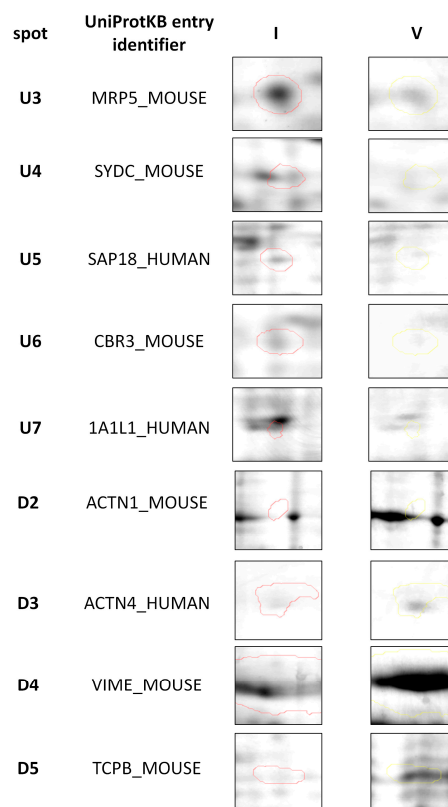 spot UniProtKB entry identifier I V
U3 MRP5_MOUSE
U4 SYDC_MOUSE
U5 SAP18_HUMAN
U6 CBR3_MOUSE
U7 1A1L1_HUMAN
D2 ACTN1_MOUSE
D3 ACTN4_HUMAN
D4 VIME_MOUSE
D5 TCPB_MOUSE